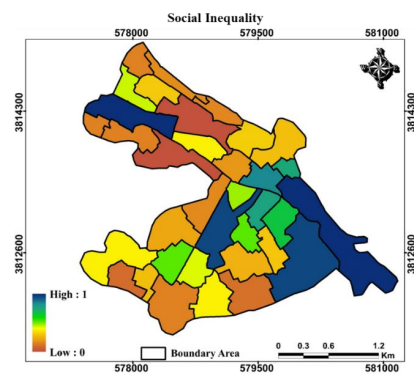 Social Inequality
578000 579500 581000
3814300 3814300
3812600 3812600
High : 1
Low : 0
Boundary Area
0 0.3 0.6 1.2
Km
578000 579500 581000